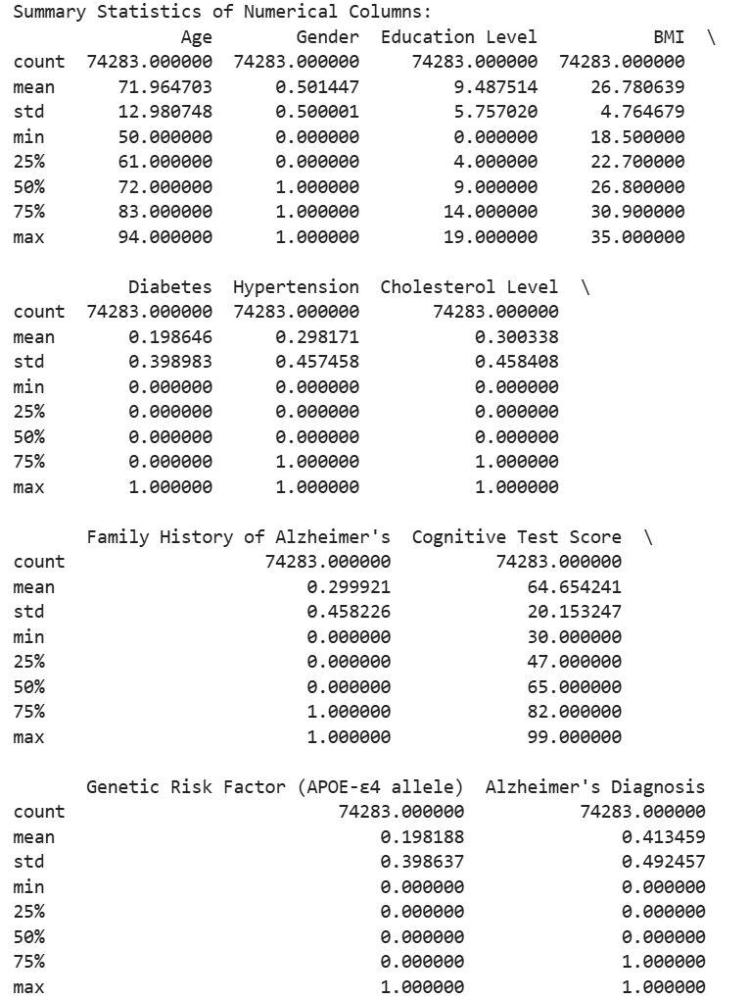 Summary Statistics of Numerical Columns:
Age Gender Education Level BMI \
count 74283.000000 74283.000000 74283.000000 74283.000000
mean 71.964703 0.501447 9.487514 26.780639
std 12.980748 0.500001 5.757020 4.764679
min 50.000000 0.000000 0.000000 18.500000
25% 61.000000 0.000000 4.000000 22.700000
50% 72.000000 1.000000 9.000000 26.800000
75% 83.000000 1.000000 14.000000 30.900000
max 94.000000 1.000000 19.000000 35.000000
Diabetes Hypertension Cholesterol Level \
count 74283.000000 74283.000000 74283.000000
mean 0.198646 0.298171 0.300338
std 0.398983 0.457458 0.458408
min 0.000000 0.000000 0.000000
25% 0.000000 0.000000 0.000000
50% 0.000000 0.000000 0.000000
75% 0.000000 1.000000 1.000000
max 1.000000 1.000000 1.000000
Family History of Alzheimer's Cognitive Test Score \
count 74283.000000 74283.000000
mean 0.299921 64.654241
std 0.458226 20.153247
min 0.000000 30.000000
25% 0.000000 47.000000
50% 0.000000 65.000000
75% 1.000000 82.000000
max 1.000000 99.000000
Genetic Risk Factor (APOE-ε4 allele) Alzheimer's Diagnosis
count 74283.000000 74283.000000
mean 0.198188 0.413459
std 0.398637 0.492457
min 0.000000 0.000000
25% 0.000000 0.000000
50% 0.000000 0.000000
75% 0.000000 1.000000
max 1.000000 1.000000